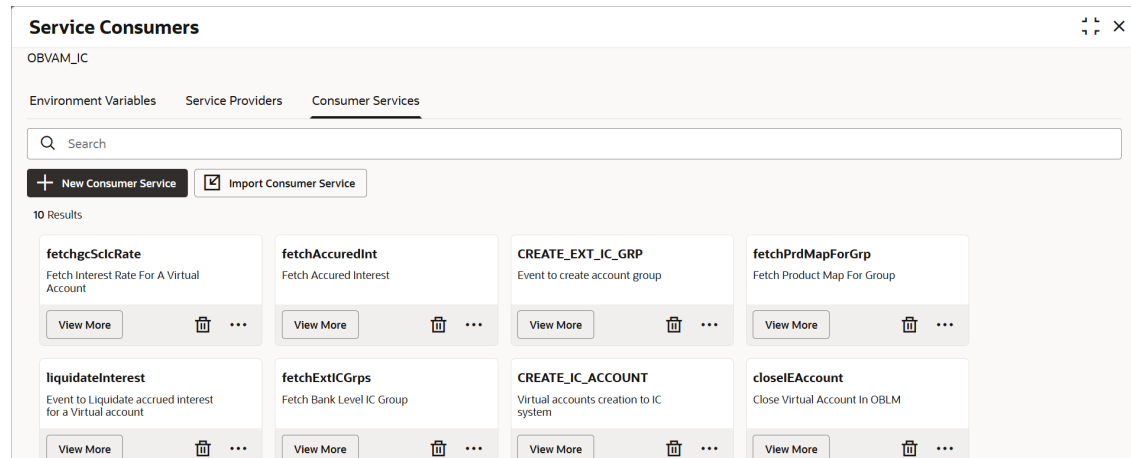 Service Consumers
OBVAM_IC
Environment Variables Service Providers Consumer Services
Search
New Consumer Service Import Consumer Service
10 Results
fetchgcSclcRate
Fetch Interest Rate For A Virtual
Account
View More
fetchAccuredInt
Fetch Accured Interest
View More
CREATE_EXT_IC_GRP
Event to create account group
View More
fetchPrdMapForGrp
Fetch Product Map For Group
View More
liquidateInterest
Event to Liquidate accrued interest
for a Virtual account
View More
fetchExtICGrps
Fetch Bank Level IC Group
View More
CREATE_IC_ACCOUNT
Virtual accounts creation to IC
system
View More
closeIEAccount
Close Virtual Account In OBLM
View More